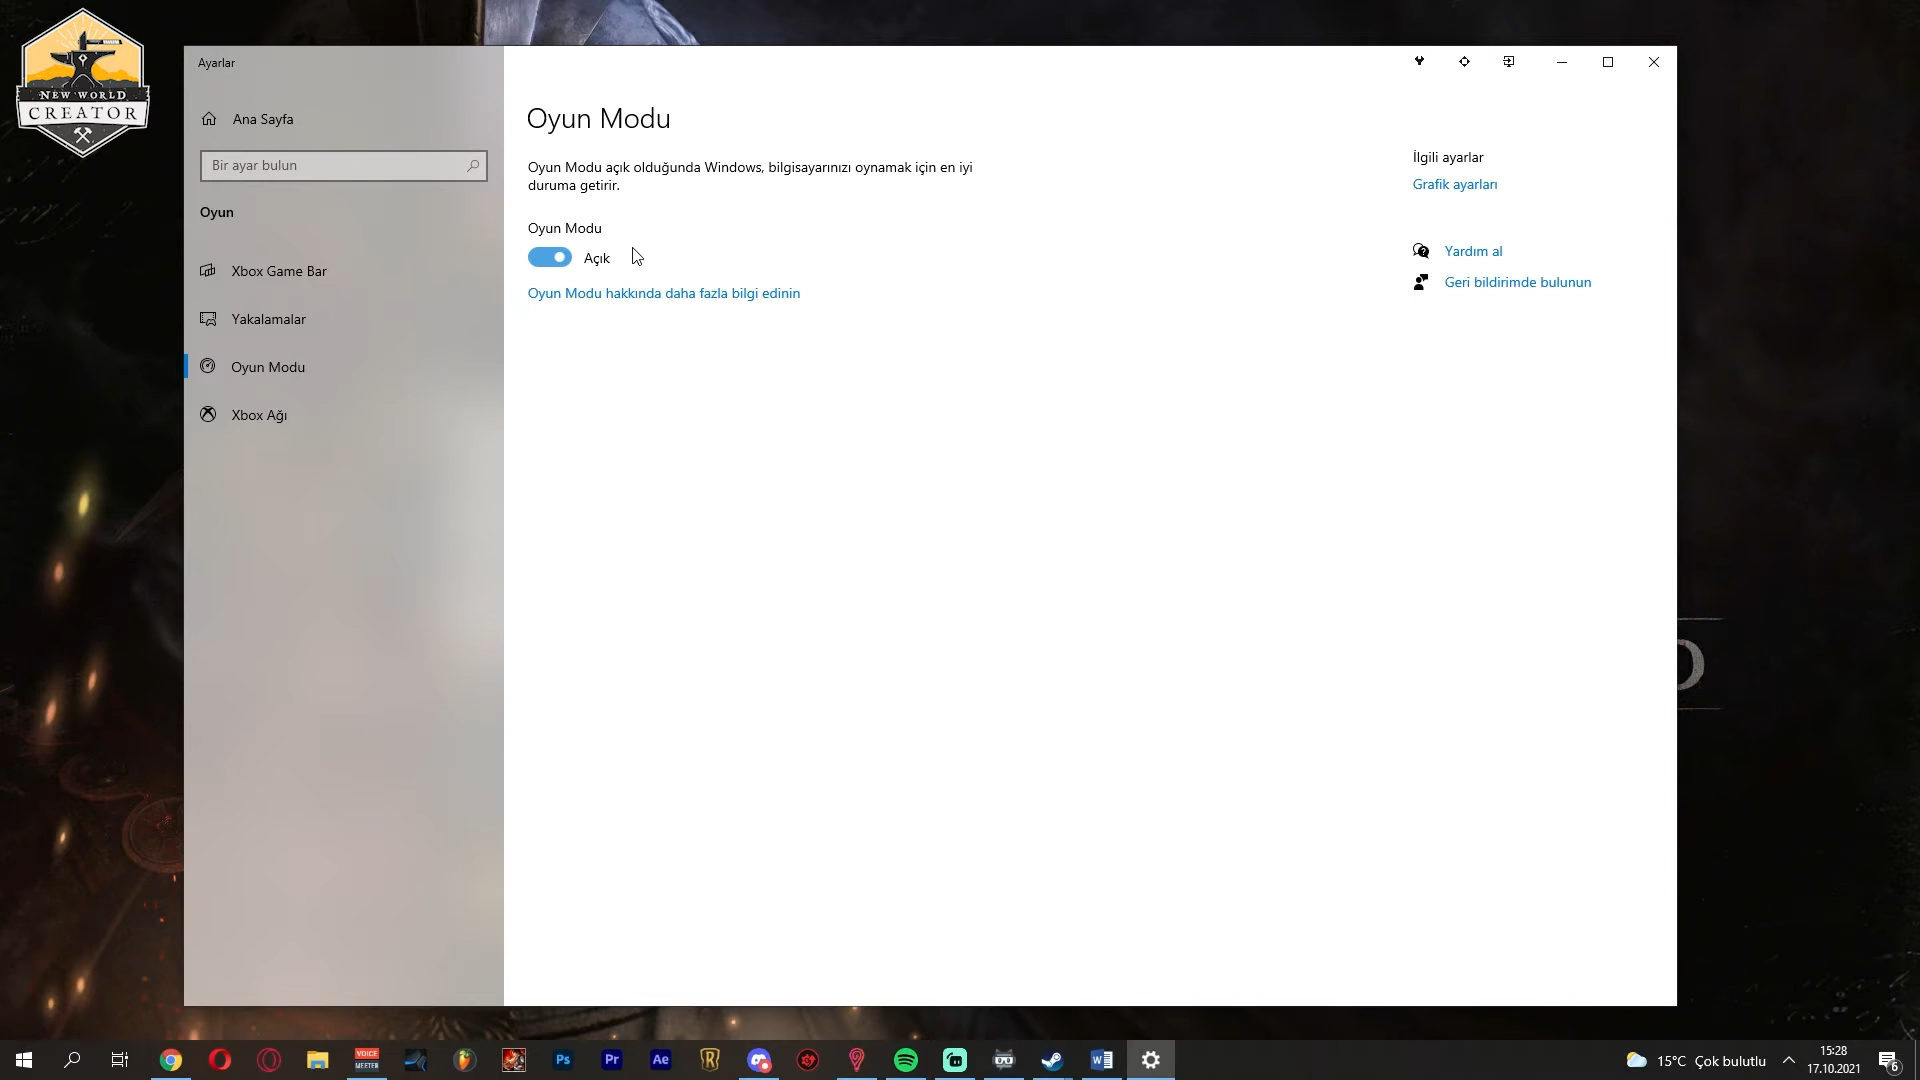 NEW WORLD
CREATOR
Ayarlar
Ana Sayfa
Bir ayar bulun
Oyun
Xbox Game Bar
Yakalamalar
Oyun Modu
Xbox Ağı
Oyun Modu
Oyun Modu açık olduğunda Windows, bilgisayarınızı oynamak için en iyi
duruma getirir.
Oyun Modu
Açık
Oyun Modu hakkında daha fazla bilgi edinin
İlgili ayarlar
Grafik ayarları
Yardım al
Geri bildirimde bulunun
VOICE
MEETER
Ps
Pr
Ae
R
W
15°C Çok bulutlu
15:28
17.10.2021
6